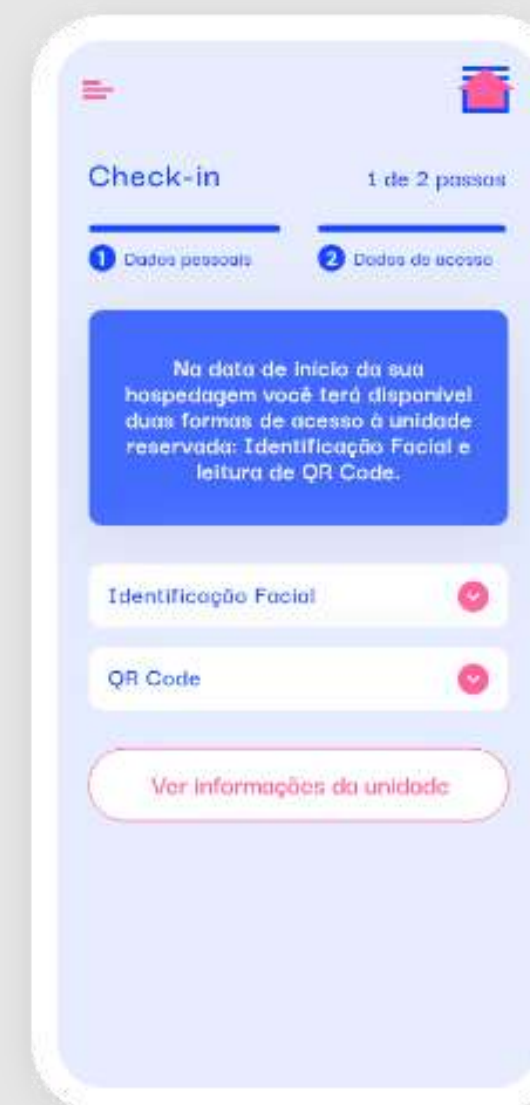 Check-in
1 de 2 passos
1 Dados pessoais
2 Dados de acesso
Na data de início da sua
hospedagem você terá disponível
duas formas de acesso à unidade
reservada: Identificação Facial e
leitura de QR Code.
Identificação Facial
QR Code
Ver informações da unidade